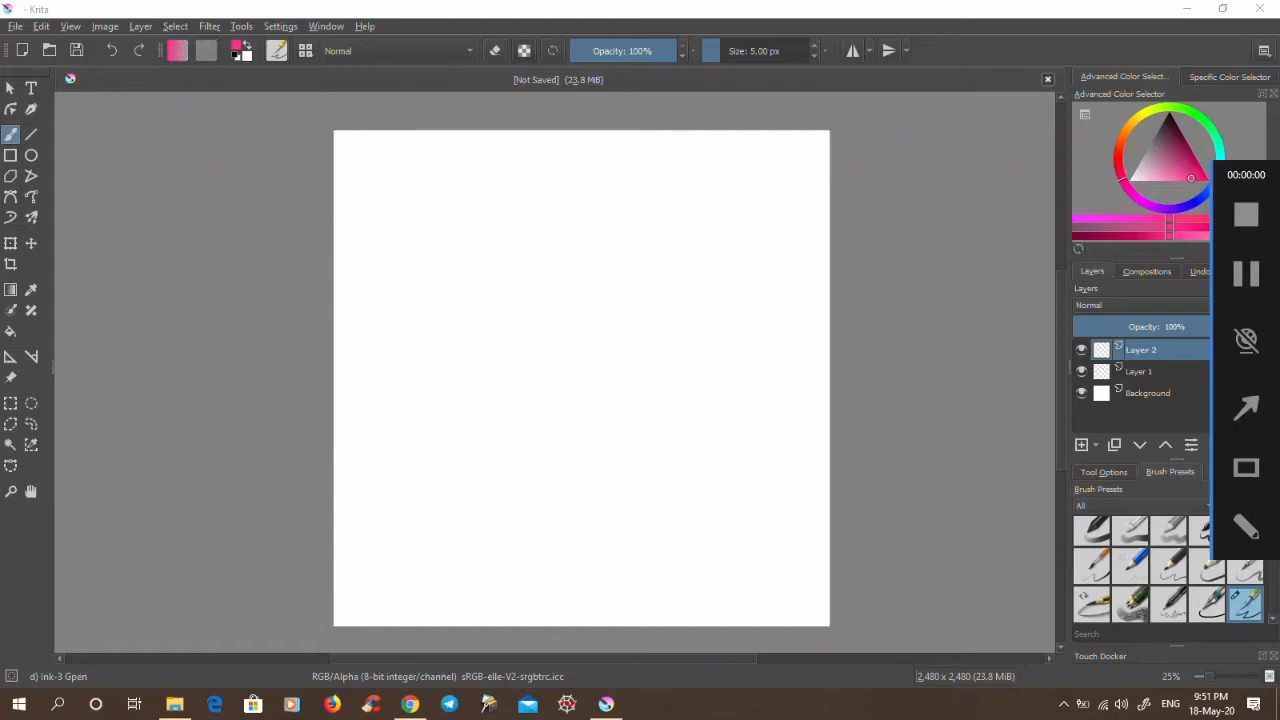 - Krita
File Edit View Image Layer Select Filter Tools Settings Window Help
Normal Opacity: 100% Size: 5.00 px
[Not Saved] (23.8 MiB)
Advanced Color Select... Specific Color Selector
Advanced Color Selector
00:00:00
Layers Compositions Undo
Layers
Normal
Opacity: 100%
Layer 2
Layer 1
Background
Tool Options Brush Presets
Brush Presets
All
Search
Touch Docker
d) Ink-3 Gpen RGB/Alpha (8-bit integer/channel) sRGB-elle-V2-srgbtrc.icc 2,480 x 2,480 (23.8 MiB) 25%
ENG 9:51 PM
18-May-20